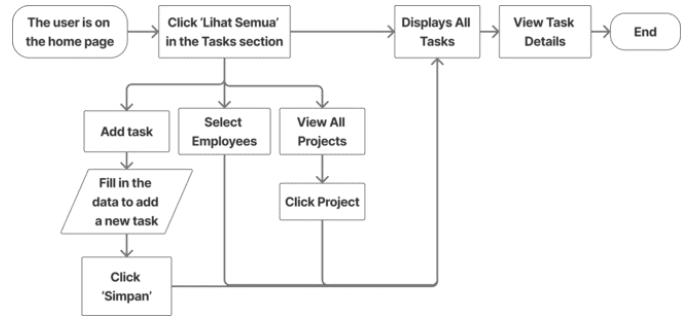 The user is on
the home page
Click ‘Lihat Semua’
in the Tasks section
Displays All
Tasks
View Task
Details
End
Add task
Select
Employees
View All
Projects
Fill in the
data to add
a new task
Click Project
Click
‘Simpan’